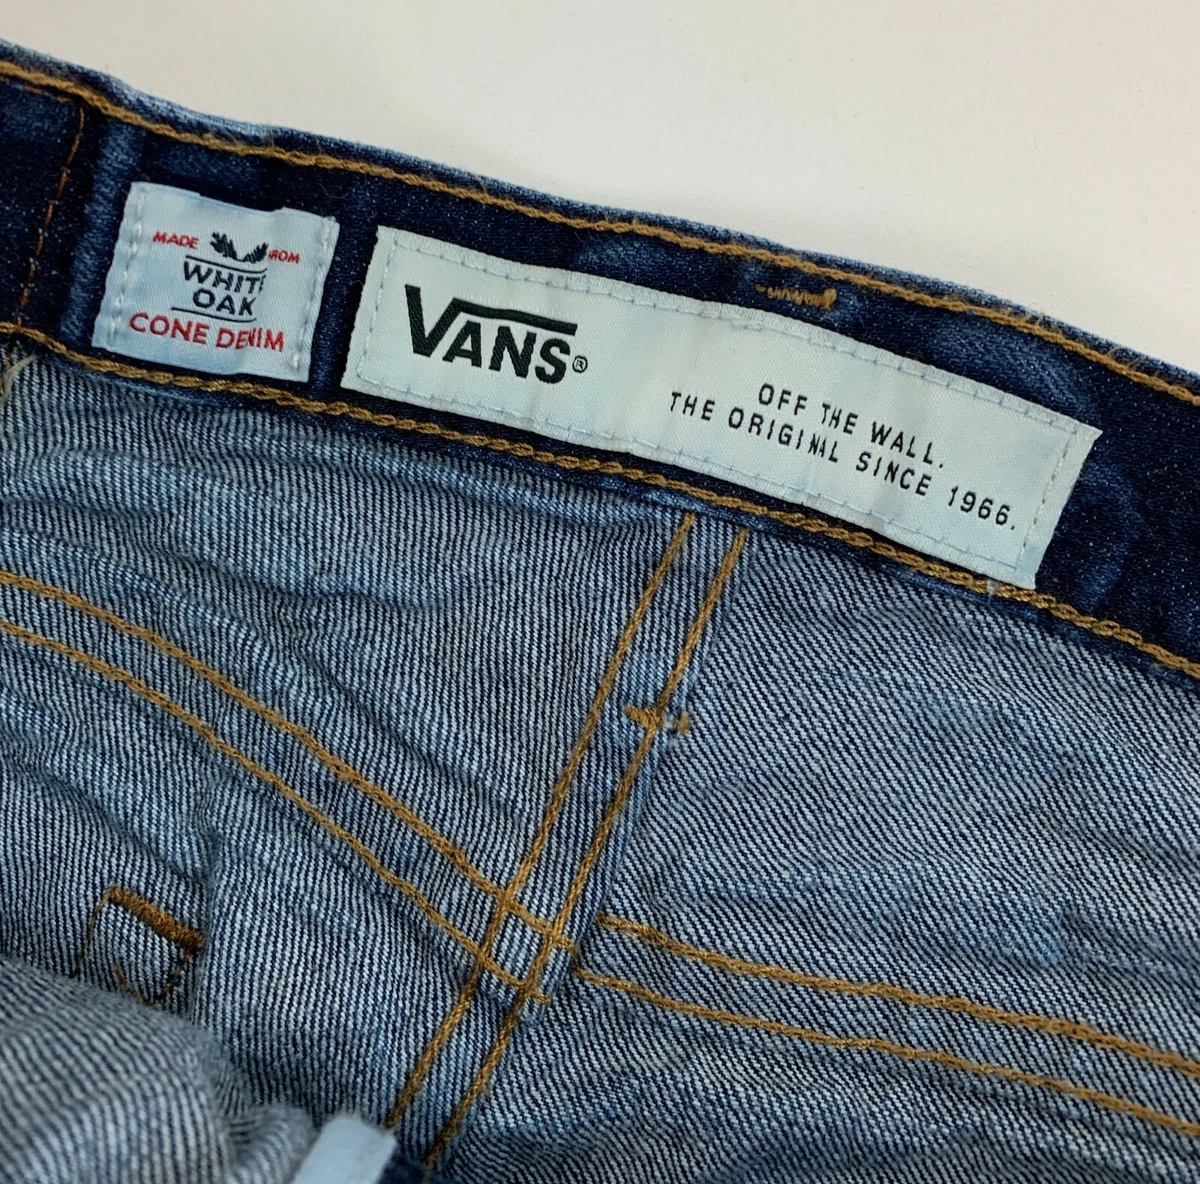 MADE FROM
WHITE
OAK
CONE DENIM
VANS®
OFF THE WALL.
THE ORIGINAL SINCE 1966.